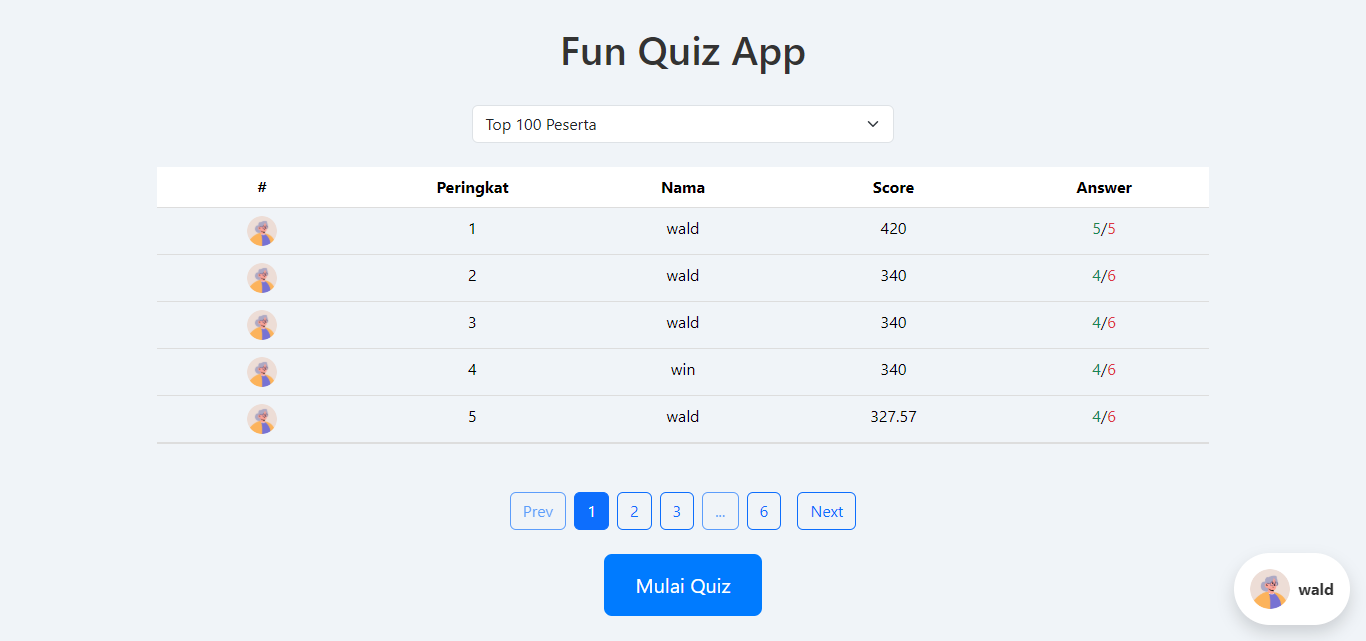 Fun Quiz App
Top 100 Peserta
# Peringkat Nama Score Answer
1 wald 420 5/5
2 wald 340 4/6
3 wald 340 4/6
4 win 340 4/6
5 wald 327.57 4/6
Prev 1 2 3 ... 6 Next
Mulai Quiz
wald